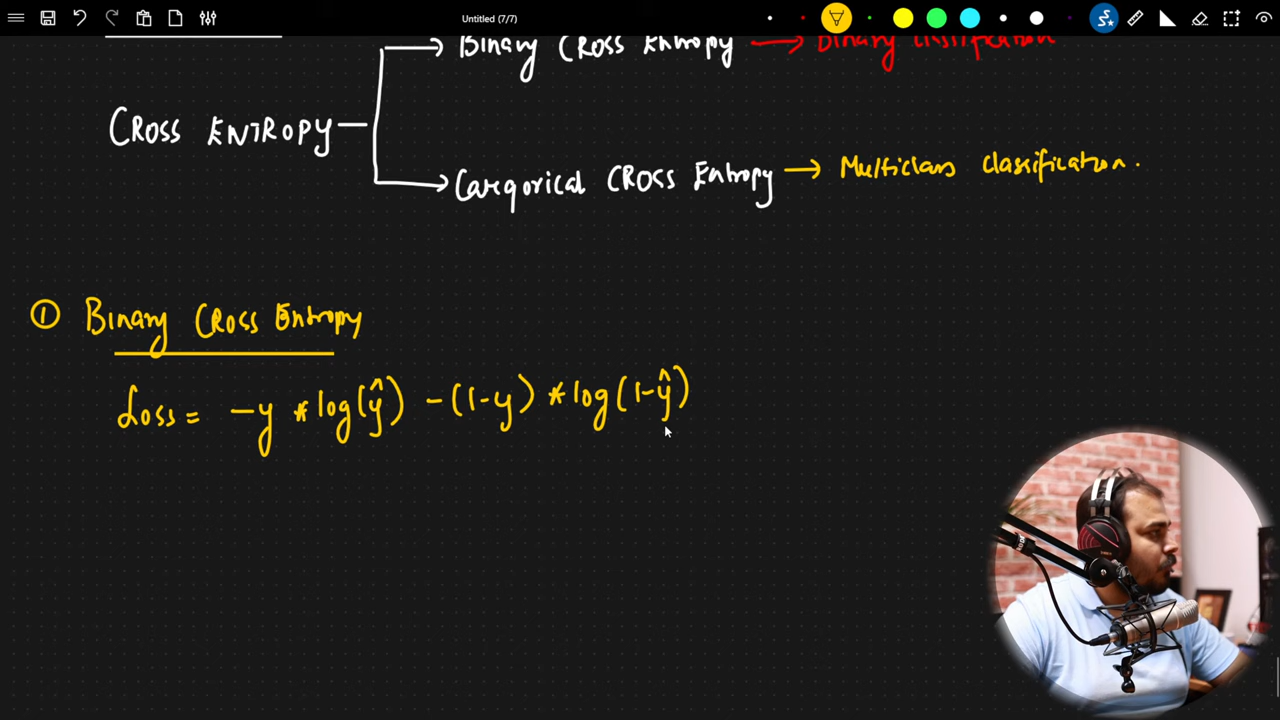 Untitled (7/7)
Binary Cross Entropy → Binary Classification
CROSS ENTROPY
Categorical CROSS Entropy → Multiclass Classification.
① Binary Cross Entropy
Loss = -y * log(ŷ) - (1-y) * log(1-ŷ)